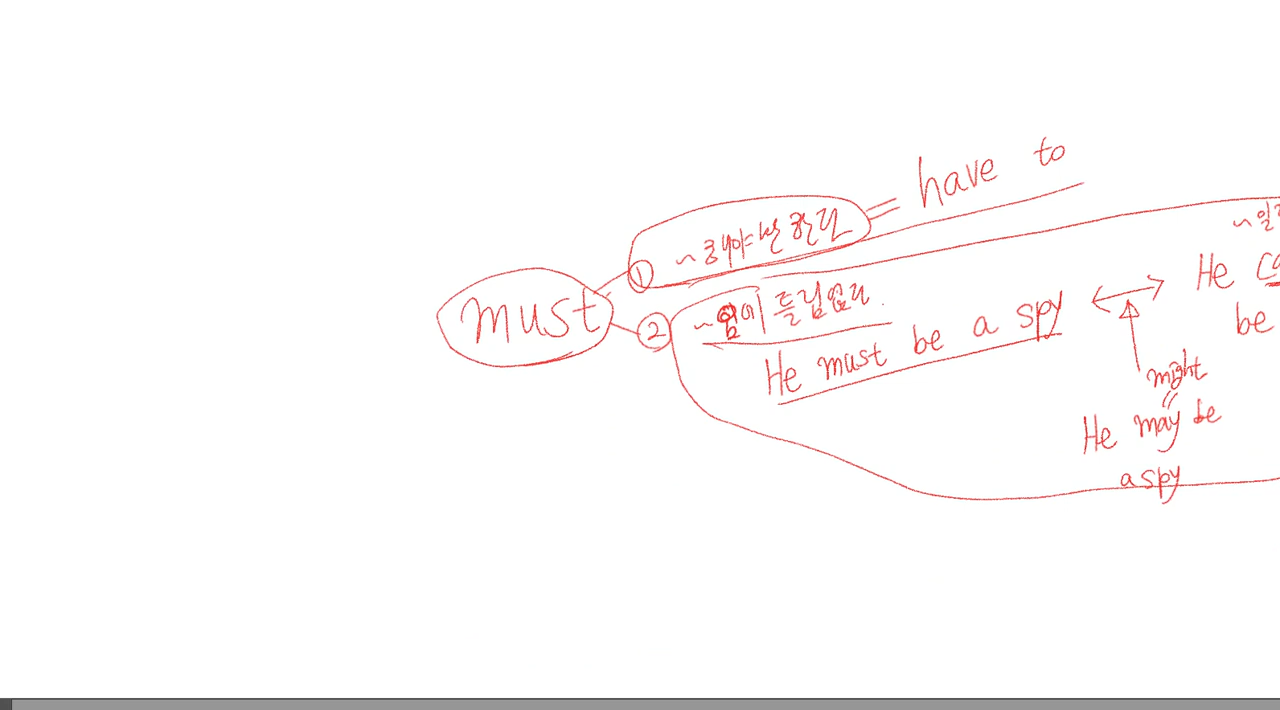 must
① ~해야만 한다 = have to
② ~임이 틀림없다.
He must be a spy
He
be
might
He may be
a spy